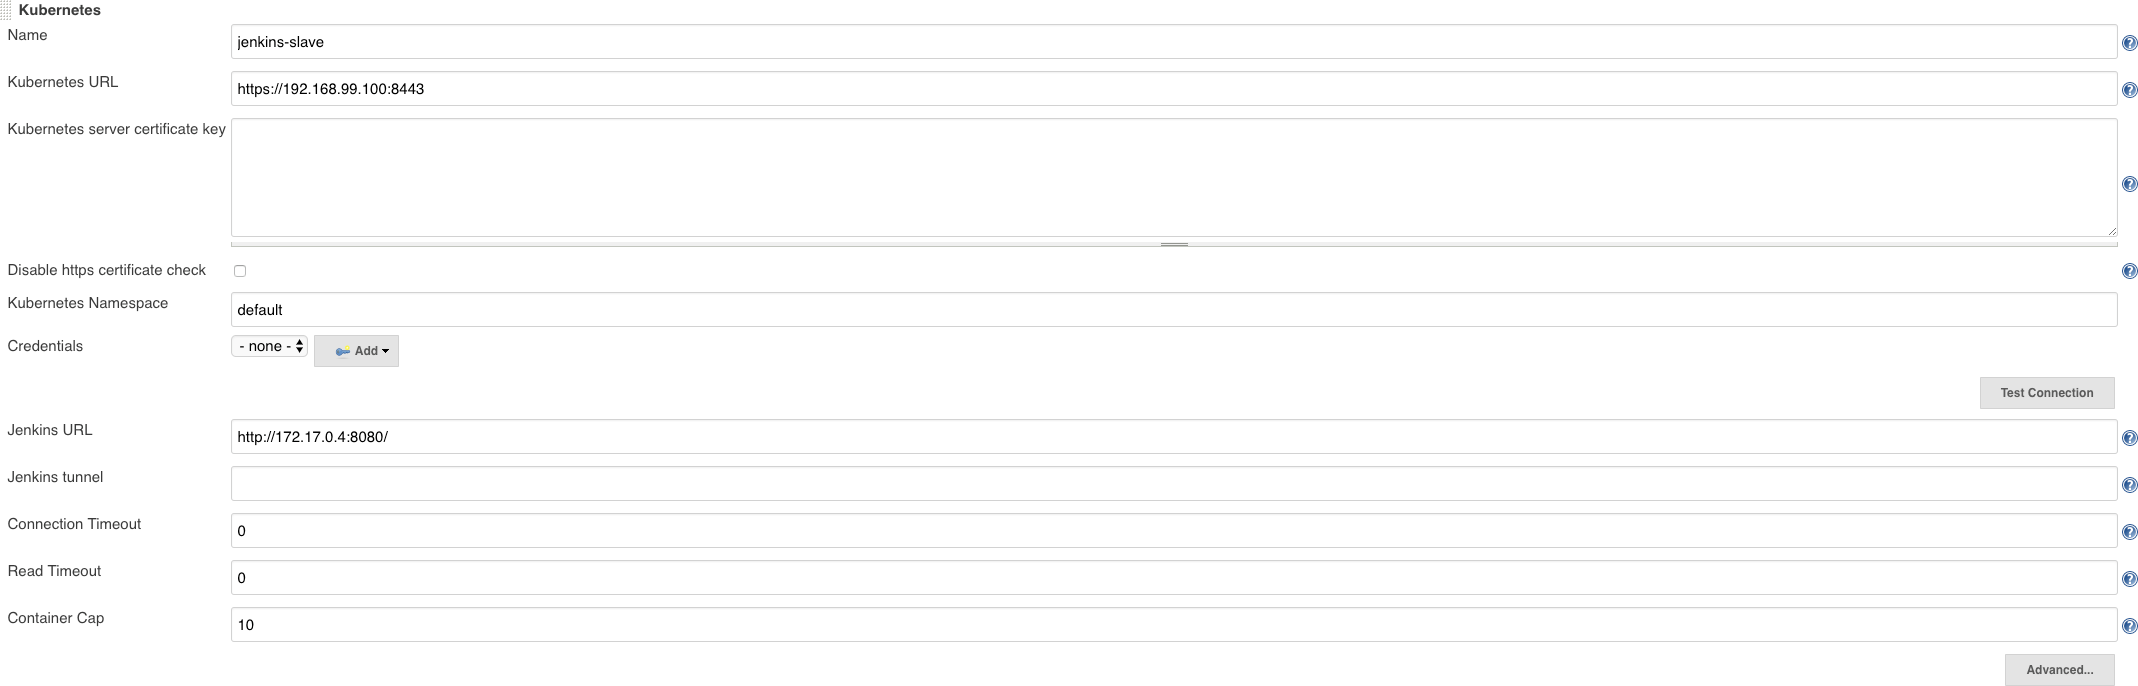 Kubernetes
Name
jenkins-slave
Kubernetes URL
https://192.168.99.100:8443
Kubernetes server certificate key
Disable https certificate check
Kubernetes Namespace
default
Credentials
- none -
Add
Test Connection
Jenkins URL
http://172.17.0.4:8080/
Jenkins tunnel
Connection Timeout
0
Read Timeout
0
Container Cap
10
Advanced...